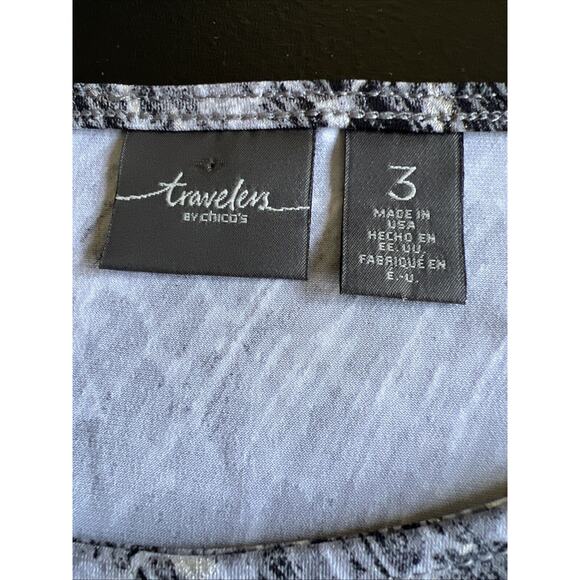 travelers
BY chico's
3
MADE IN
USA
HECHO EN
EE. UU.
FABRIQUÉ EN
É.-U.